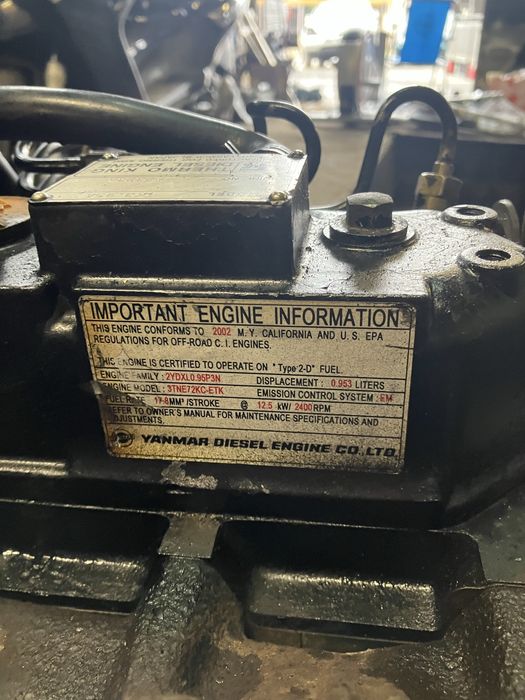 THERMO KING
IMPORTANT ENGINE INFORMATION
THIS ENGINE CONFORMS TO 2002 M.Y. CALIFORNIA AND U.S. EPA
REGULATIONS FOR OFF-ROAD C.I. ENGINES.
THIS ENGINE IS CERTIFIED TO OPERATE ON "Type 2-D" FUEL.
ENGINE FAMILY : 2YDXL0.95P3N DISPLACEMENT : 0.953 LITERS
ENGINE MODEL : 3TNE72KC-ETK EMISSION CONTROL SYSTEM : EM
FUEL RATE 17.8MM³/STROKE @ 12.5 kW/ 2400RPM
REFER TO OWNER'S MANUAL FOR MAINTENANCE SPECIFICATIONS AND
ADJUSTMENTS.
YANMAR DIESEL ENGINE CO.,LTD.